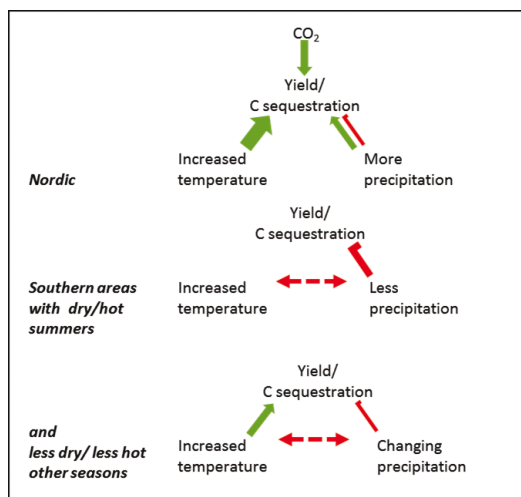 CO₂
Yield/
C sequestration
Increased More
temperature precipitation
Nordic
Yield/
C sequestration
Southern areas
with dry/hot
summers
Increased Less
temperature precipitation
Yield/
C sequestration
and
less dry/ less hot
other seasons
Increased Changing
temperature precipitation